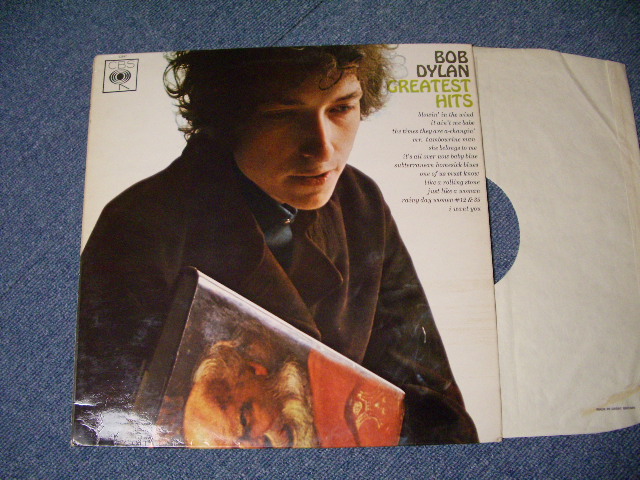 CBS
BOB
DYLAN
GREATEST
HITS
blowin' in the wind
it ain't me babe
the times they are a-changin'
mr. tambourine man
she belongs to me
it's all over now baby blue
subterranean homesick blues
one of us must know
like a rolling stone
just like a woman
rainy day women #12 & 35
i want you